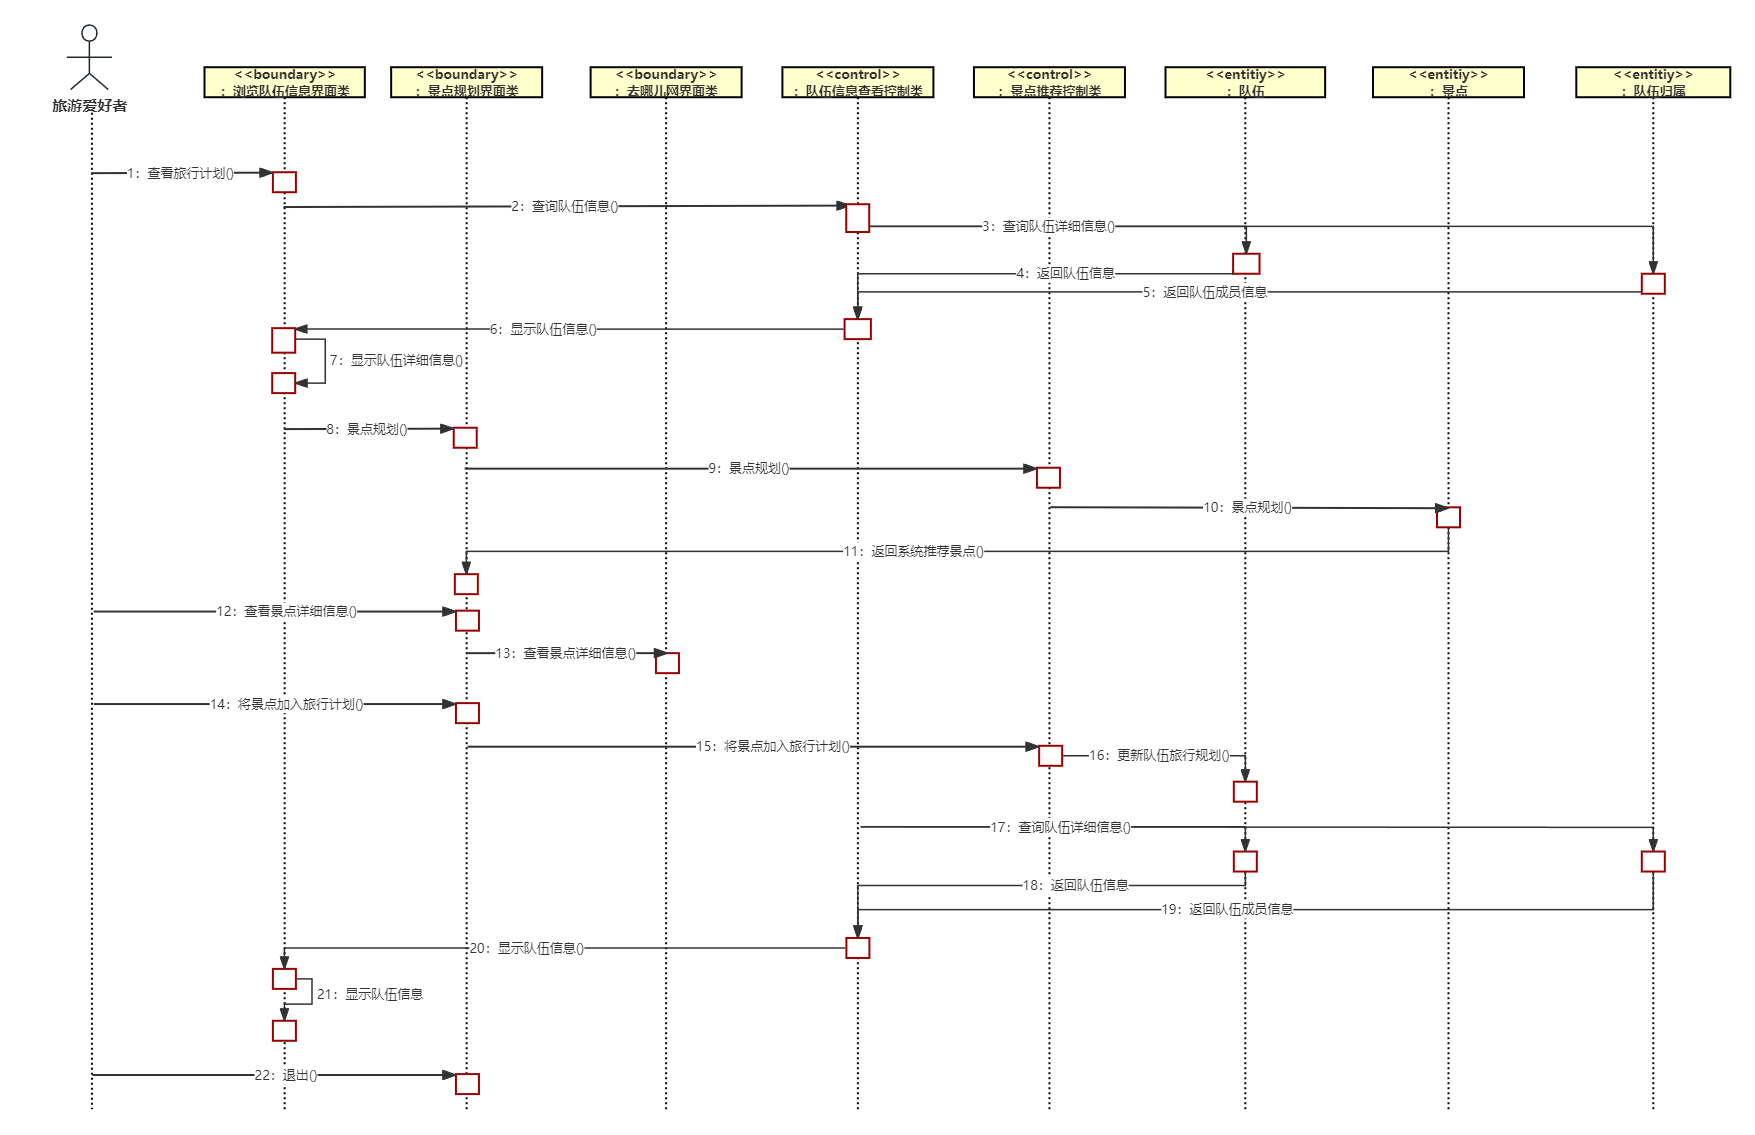 旅游爱好者
<<boundary>>
：浏览队伍信息界面类
<<boundary>>
：景点规划界面类
<<boundary>>
：去哪儿网界面类
<<control>>
：队伍信息查看控制类
<<control>>
：景点推荐控制类
<<entitiy>>
：队伍
<<entitiy>>
：景点
<<entitiy>>
：队伍归属
1：查看旅行计划()
2：查询队伍信息()
3：查询队伍详细信息()
4：返回队伍信息
5：返回队伍成员信息
6：显示队伍信息()
7：显示队伍详细信息()
8：景点规划()
9：景点规划()
10：景点规划()
11：返回系统推荐景点()
12：查看景点详细信息()
13：查看景点详细信息()
14：将景点加入旅行计划()
15：将景点加入旅行计划()
16：更新队伍旅行规划()
17：查询队伍详细信息()
18：返回队伍信息
19：返回队伍成员信息
20：显示队伍信息()
21：显示队伍信息
22：退出()